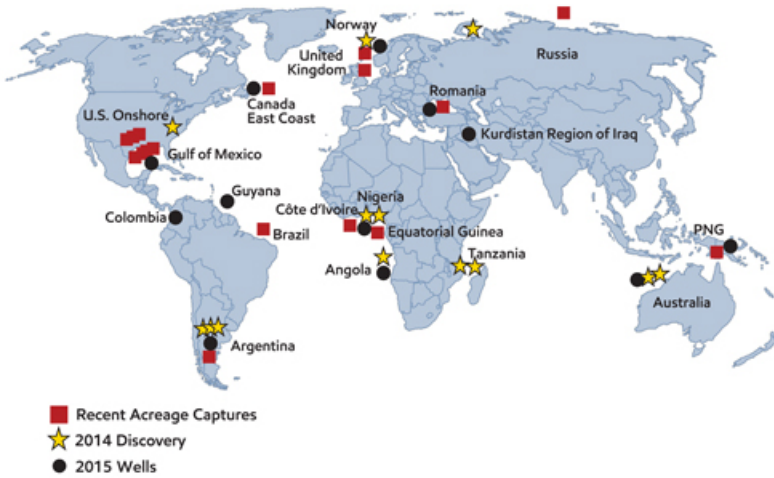 Norway
United
Kingdom
Russia
Romania
Canada
East Coast
U.S. Onshore
Kurdistan Region of Iraq
Gulf of Mexico
Guyana
Nigeria
Colombia
Côte d'Ivoire
Brazil
Equatorial Guinea
PNG
Tanzania
Angola
Australia
Argentina
Recent Acreage Captures
2014 Discovery
2015 Wells